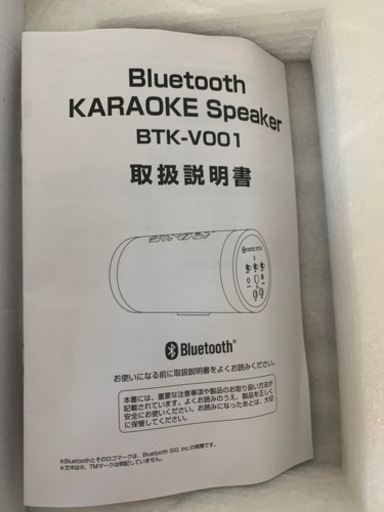 Bluetooth
KARAOKE Speaker
BTK-V001
取扱説明書
Bluetooth®
お使いになる前に取扱説明書をよくお読みください。
本書には、重要な注意事項や製品のお取り扱い方法が
記載されています。よくお読みのうえ、製品を正しく
安全にお使いください。お読みになったあとは、大切
に保管してください。
※Bluetoothとそのロゴマークは、Bluetooth SIG, Inc.の商標です。
※文中は®、TMマークは明記していません。